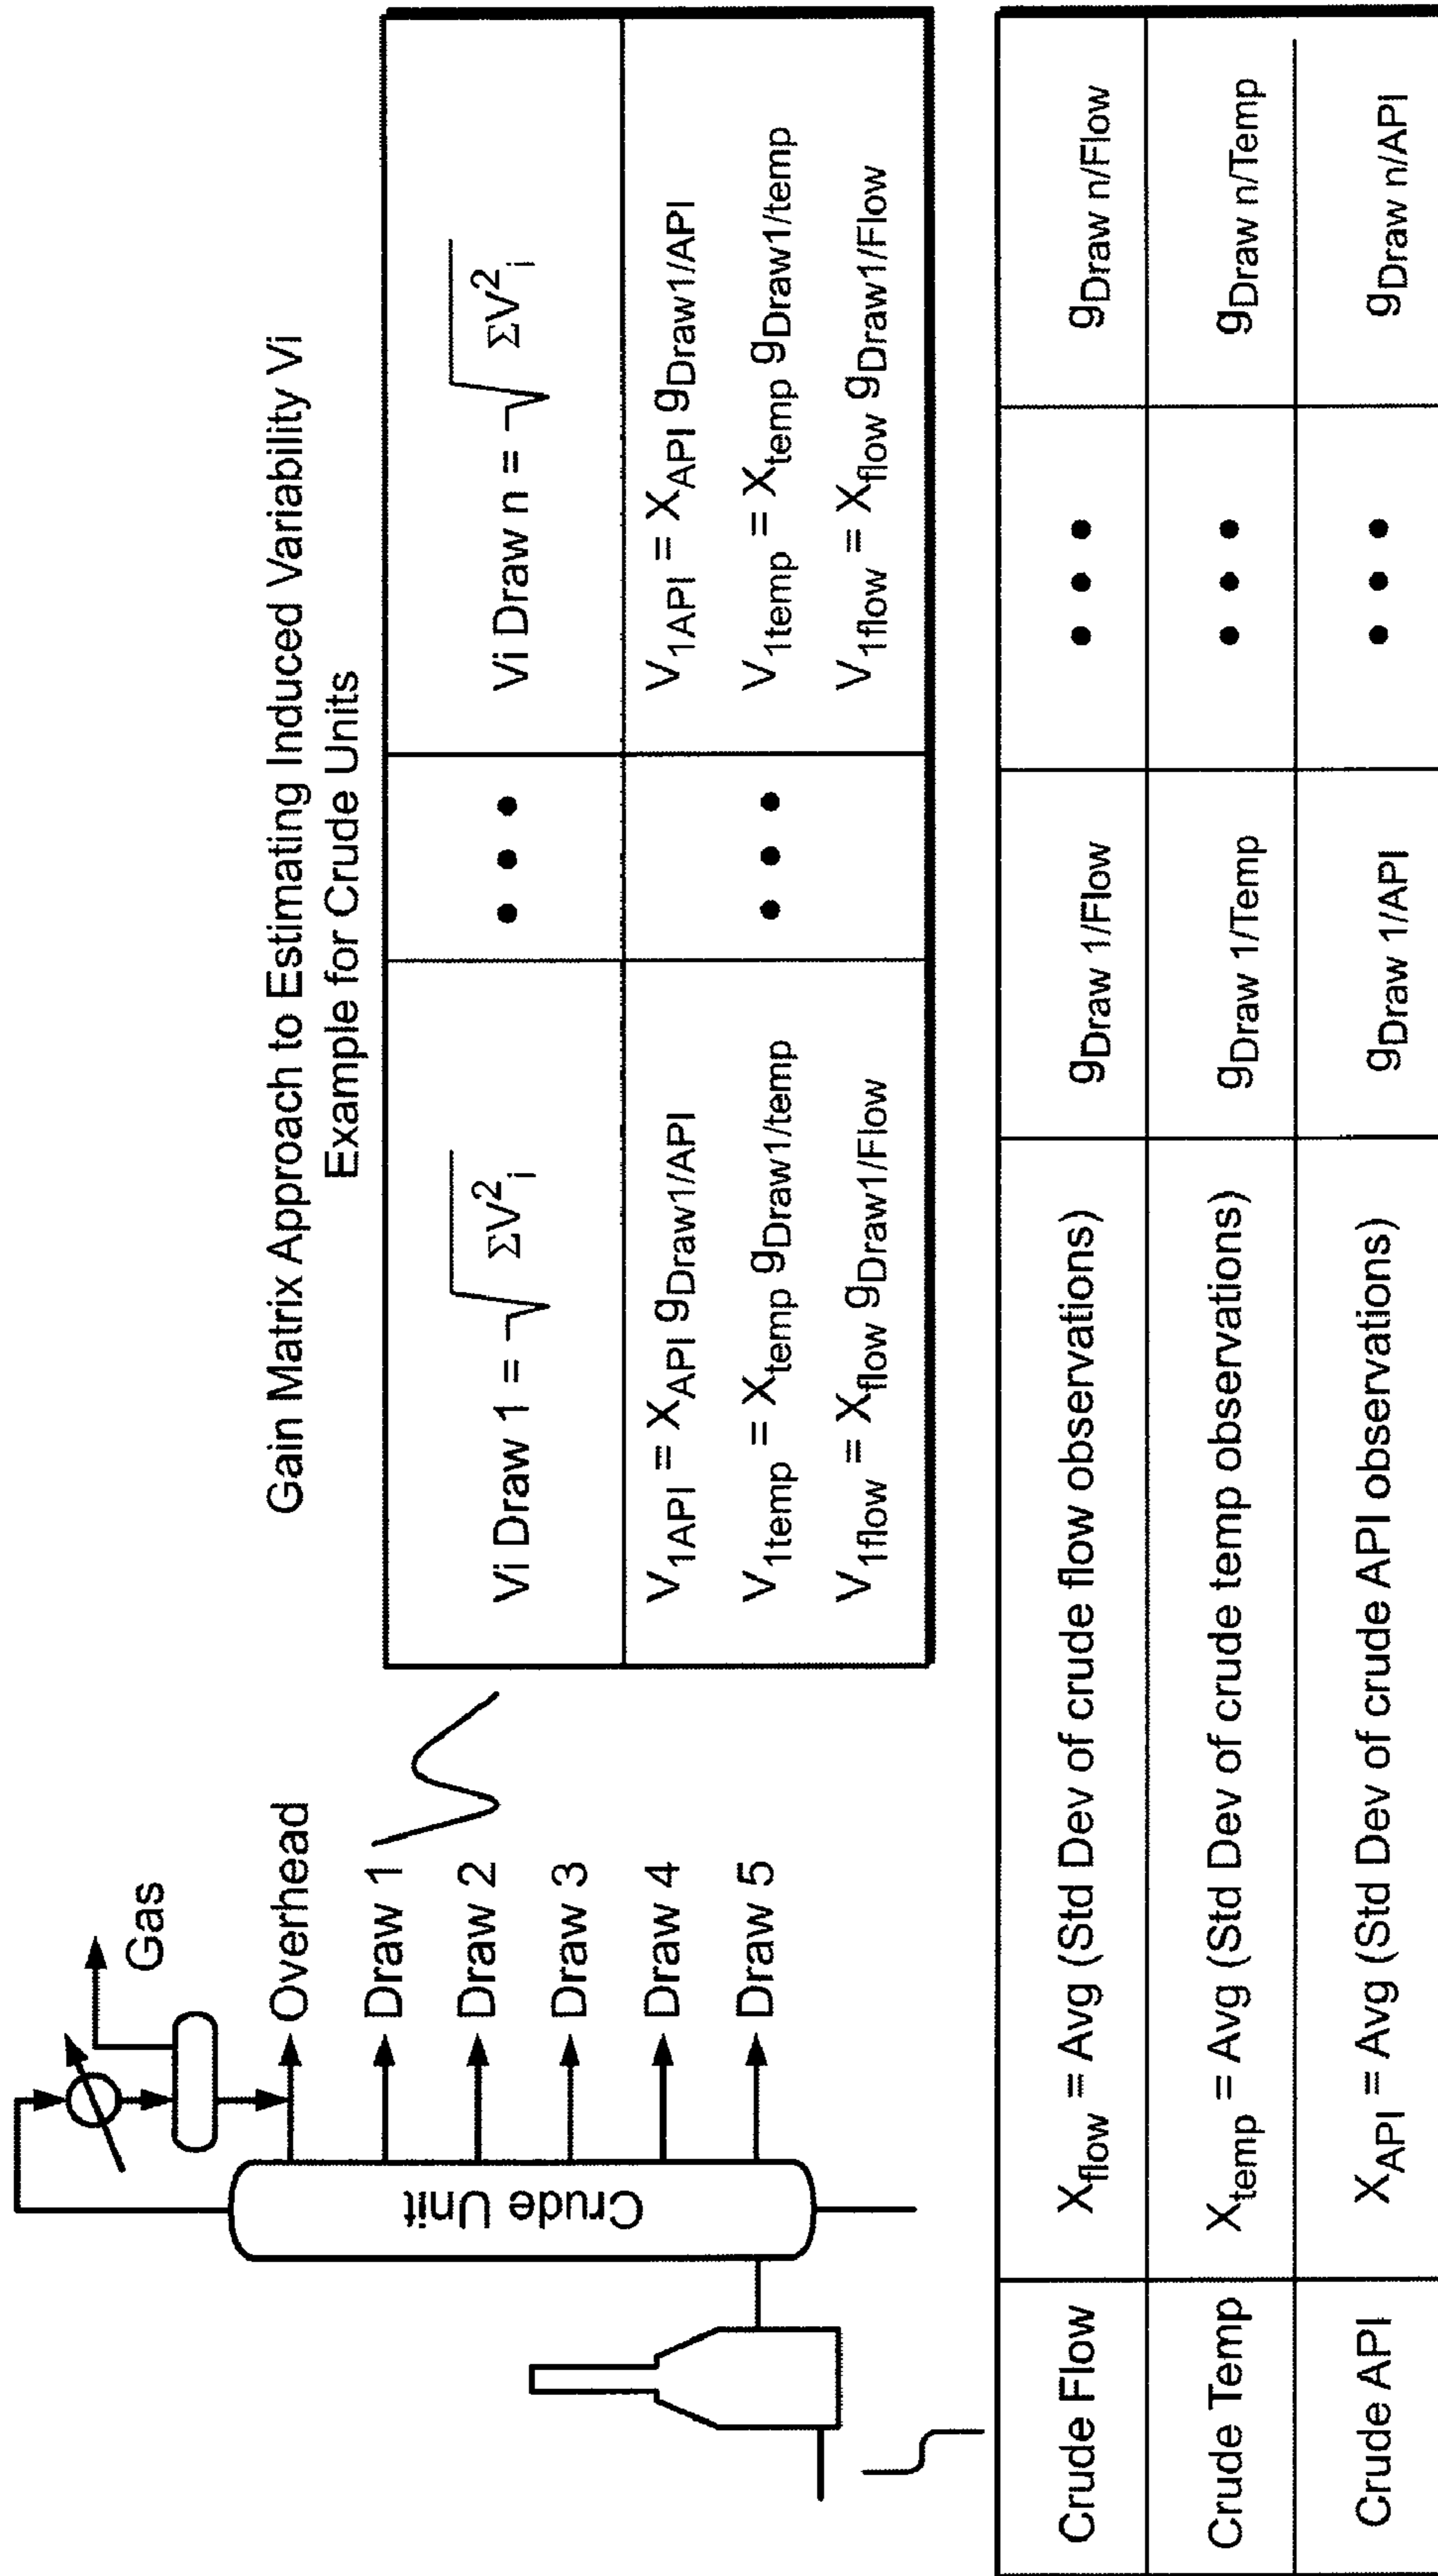 Gain Matrix Approach to Estimating Induced Variability Vi
Example for Crude Units
Gas
Overhead
Draw 1
Draw 2
Draw 3
Draw 4
Draw 5
Crude Unit
Vi Draw 1 = √ΣV²i
• • •
Vi Draw n = √ΣV²i
V1API = XAPI gDraw1/API
V1temp = Xtemp gDraw1/temp
V1flow = Xflow gDraw1/Flow
• • •
V1API = XAPI gDraw1/API
V1temp = Xtemp gDraw1/temp
V1flow = Xflow gDraw1/Flow
Crude Flow
Xflow = Avg (Std Dev of crude flow observations)
gDraw 1/Flow
• • •
gDraw n/Flow
Crude Temp
Xtemp = Avg (Std Dev of crude temp observations)
gDraw 1/Temp
• • •
gDraw n/Temp
Crude API
XAPI = Avg (Std Dev of crude API observations)
gDraw 1/API
• • •
gDraw n/API